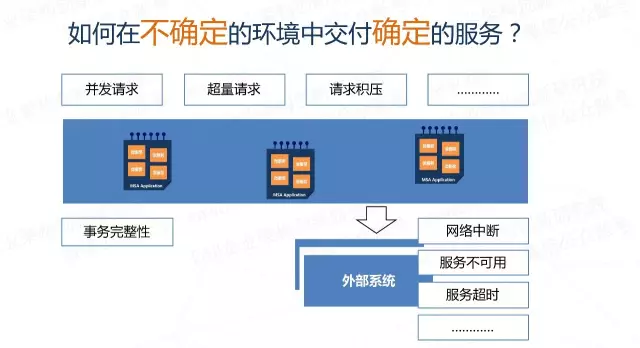 如何在不确定的环境中交付确定的服务？
并发请求
超量请求
请求积压
............
MSA Application
MSA Application
MSA Application
事务完整性
网络中断
外部系统
服务不可用
服务超时
............